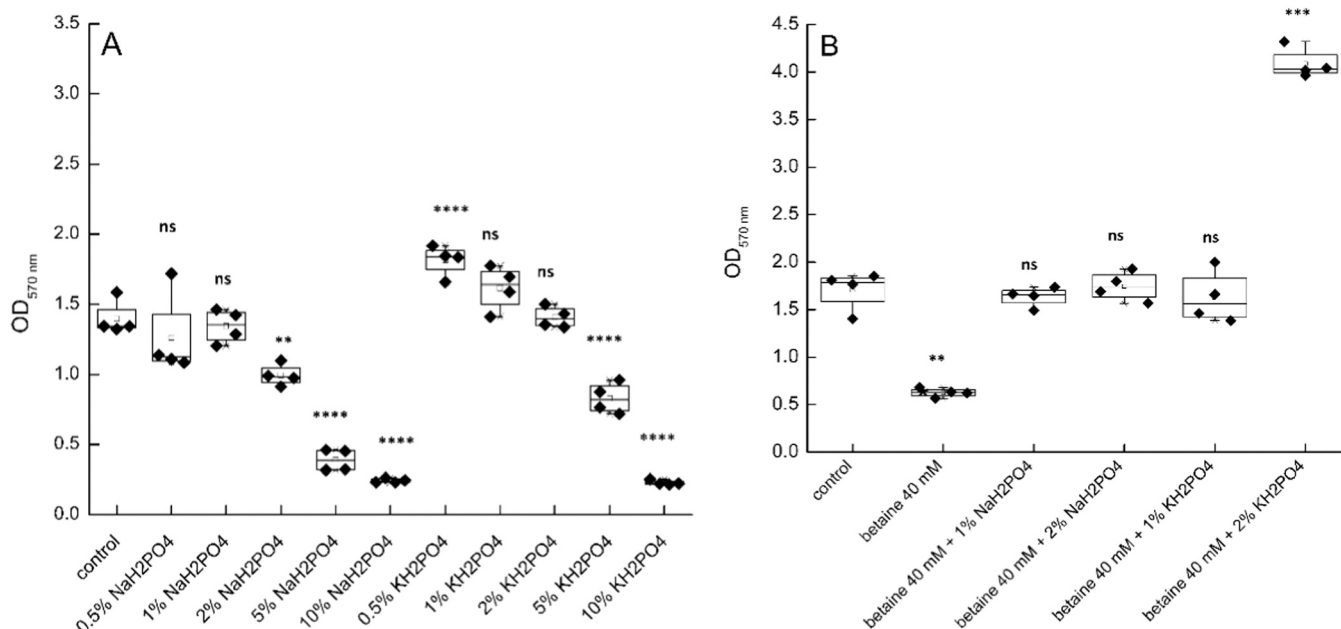 A
OD570 nm
3.5
3.0
2.5
2.0
1.5
1.0
0.5
0.0
ns
ns
**
****
****
****
ns
ns
****
****
control
0.5% NaH2PO4
1% NaH2PO4
2% NaH2PO4
5% NaH2PO4
10% NaH2PO4
0.5% KH2PO4
1% KH2PO4
2% KH2PO4
5% KH2PO4
10% KH2PO4
B
OD570 nm
4.5
4.0
3.5
3.0
2.5
2.0
1.5
1.0
0.5
0.0
**
ns
ns
ns
***
control
betaine 40 mM
betaine 40 mM + 1% NaH2PO4
betaine 40 mM + 2% NaH2PO4
betaine 40 mM + 1% KH2PO4
betaine 40 mM + 2% KH2PO4